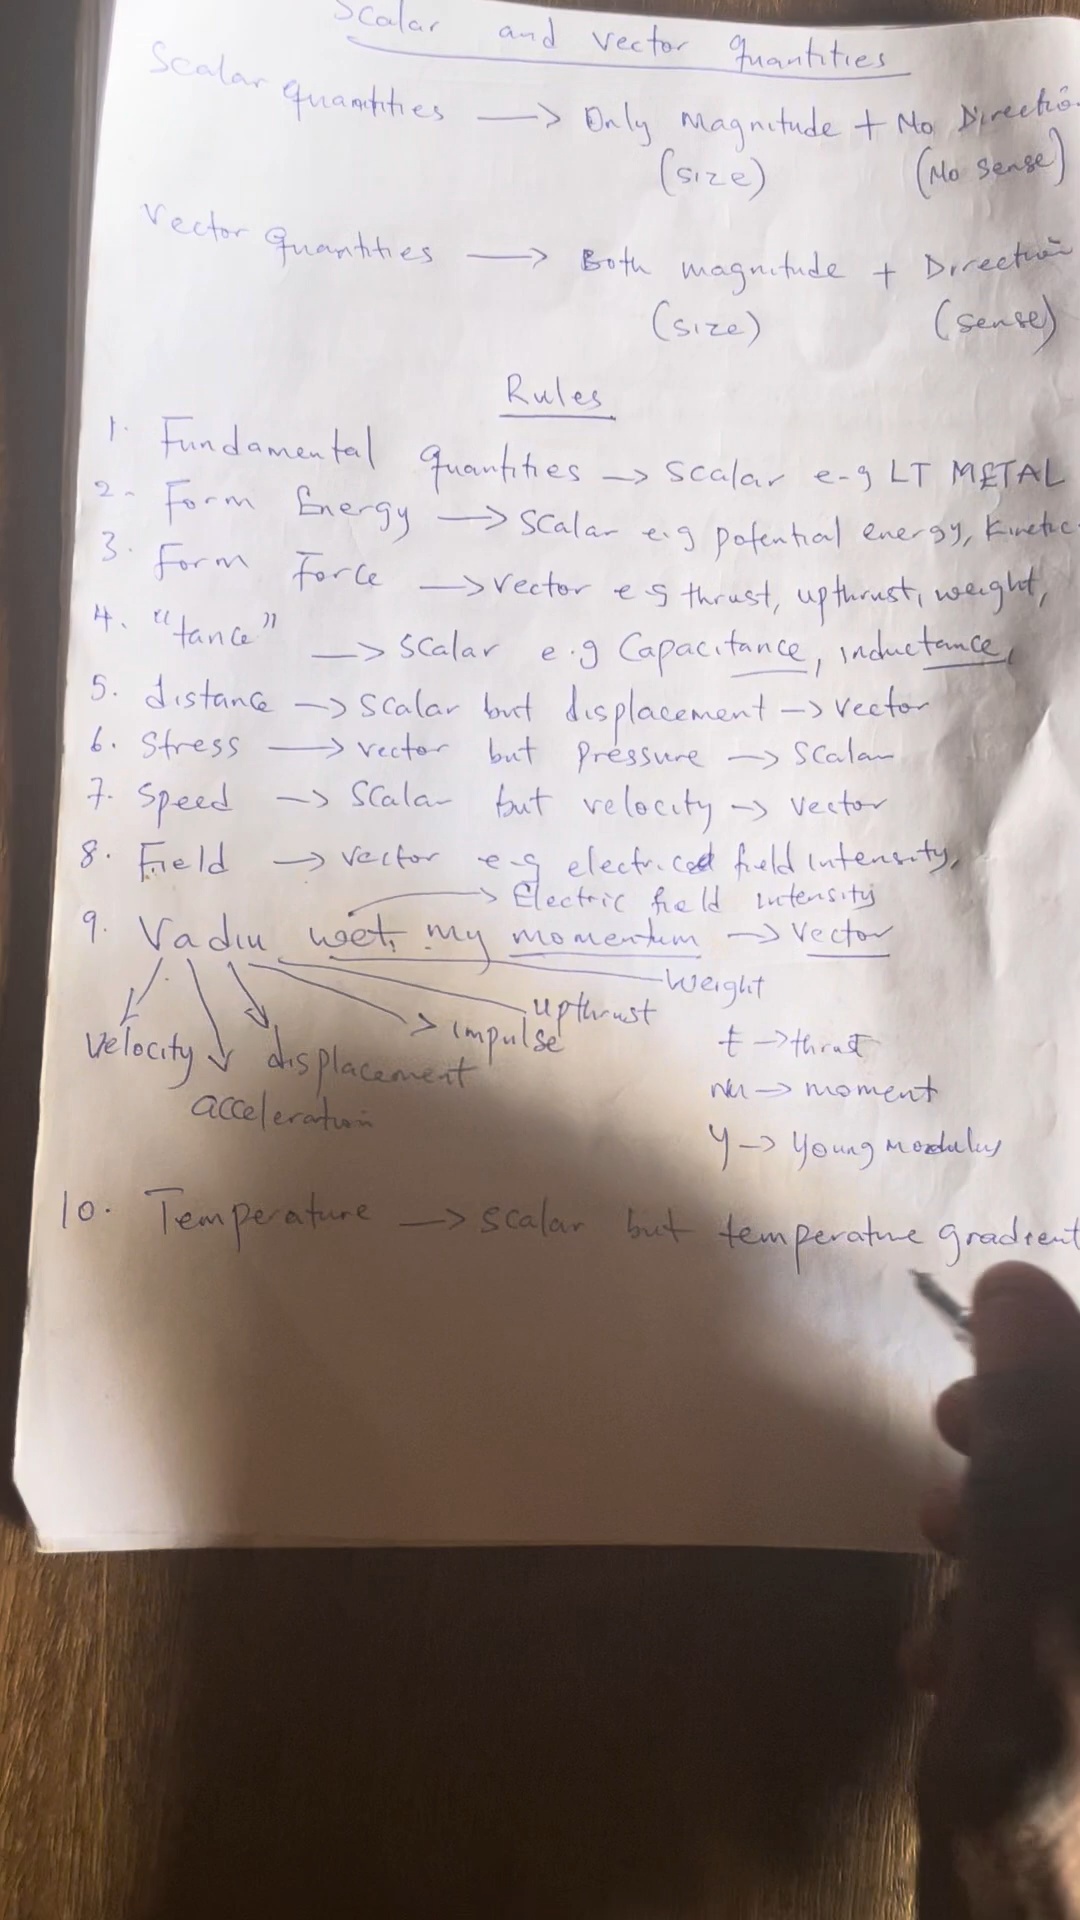 Scalar and vector Quantities
Scalar quantities → Only magnitude + No Directio
(size) (No sense)
Vector Quantities → Both magnitude + Direction
(size) (sense)
Rules
1. Fundamental quantities → scalar e-g LT METAL
2. Form Energy → scalar e.g potential energy, Kinetic
3. Form Force → vector e g thrust, upthrust, weight,
4. "tance" → scalar e.g Capacitance, inductance,
5. distance → scalar but displacement → vector
6. Stress → vector but pressure → scalar
7. Speed → Scalar but velocity → vector
8. Field → vector e-g electrical field intensity,
→ Electric field intensity
9. Vadiu wet my momentum → vector
Weight
upthrust
impulse
velocity displacement
acceleration
t → thrust
m → moment
y → young modulus
10. Temperature → scalar but temperature gradient